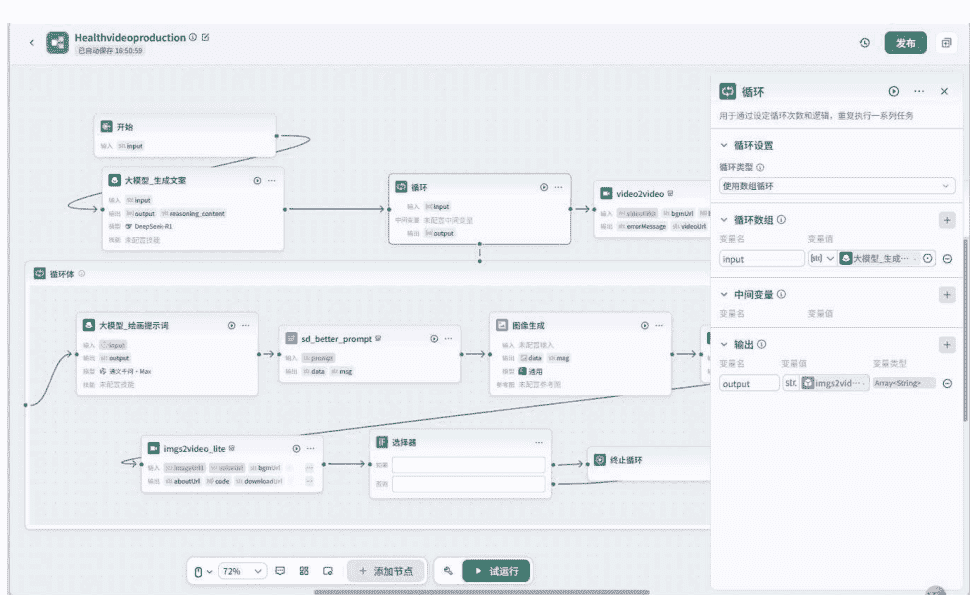 Healthvideoproduction
已自动保存 16:50:59
发布
开始
输入 input
大模型_生成文案
输入 input
输出 output reasoning_content
模型 DeepSeek-R1
技能 未配置技能
循环
输入 input
中间变量 未配置中间变量
输出 output
video2video
输入 videoUrl bgmUrl
输出 errorMessage videoUrl
循环体
大模型_绘画提示词
输入 input
输出 output
模型 通义千问·Max
技能 未配置技能
sd_better_prompt
输入 prompt
输出 data msg
图像生成
输入 未配置输入
输出 data msg
模型 通用
参考图 未配置参考图
imgs2video_lite
输入 bgmUrl
输出 aboutUrl code downloadUrl
选择器
如果
否则
终止循环
72%
添加节点
试运行
循环
用于通过设定循环次数和逻辑，重复执行一系列任务
循环设置
循环类型
使用数组循环
循环数组
变量名 变量值
input 大模型_生成···
中间变量
变量名 变量值
输出
变量名 变量值 变量类型
output str. imgs2vid··· Array<String>